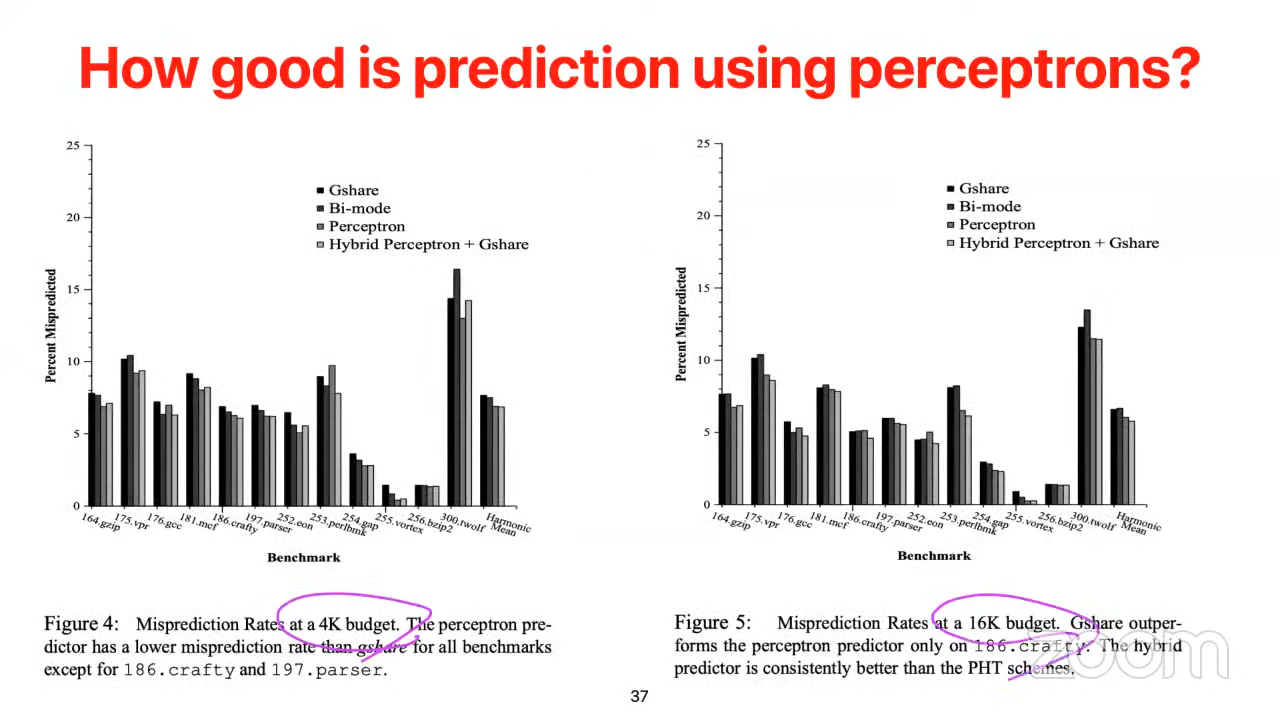 How good is prediction using perceptrons?
25
20
15
10
5
0
Percent Mispredicted
Gshare
Bi-mode
Perceptron
Hybrid Perceptron + Gshare
164.gzip
175.vpr
176.gcc
181.mcf
186.crafty
197.parser
252.eon
253.perlbmk
254.gap
255.vortex
256.bzip2
300.twolf
Harmonic
Mean
Benchmark
Figure 4: Misprediction Rates at a 4K budget. The perceptron pre-
dictor has a lower misprediction rate than gshare for all benchmarks
except for 186.crafty and 197.parser.
25
20
15
10
5
0
Percent Mispredicted
Gshare
Bi-mode
Perceptron
Hybrid Perceptron + Gshare
164.gzip
175.vpr
176.gcc
181.mcf
186.crafty
197.parser
252.eon
253.perlbmk
254.gap
255.vortex
256.bzip2
300.twolf
Harmonic
Mean
Benchmark
Figure 5: Misprediction Rates at a 16K budget. Gshare outper-
forms the perceptron predictor only on 186.crafty. The hybrid
predictor is consistently better than the PHT schemes.
zoom
37